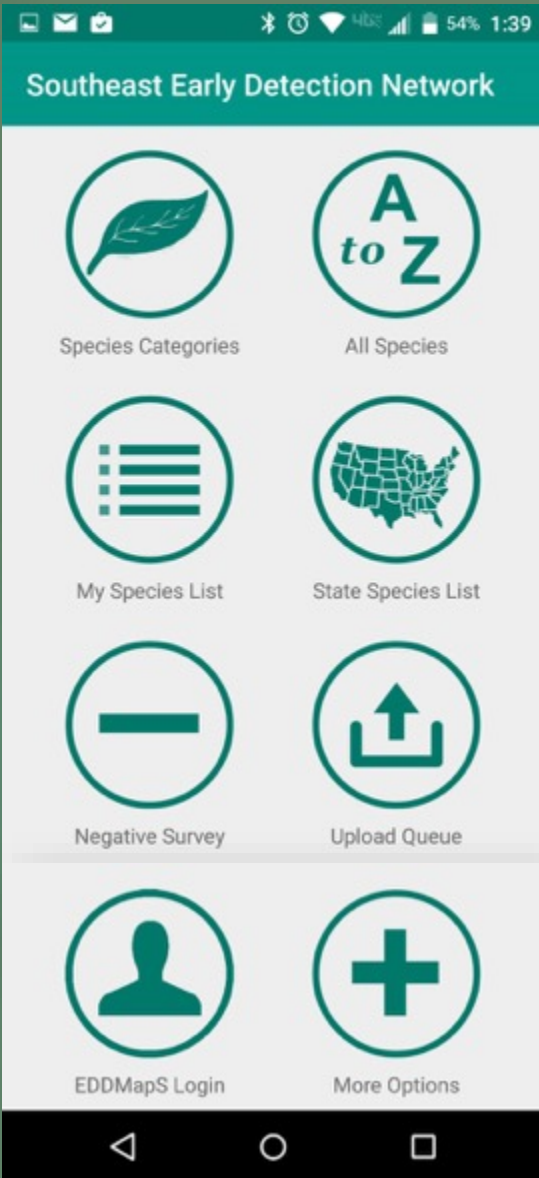 54% 1:39
Southeast Early Detection Network
A
to Z
Species Categories All Species
My Species List State Species List
Negative Survey Upload Queue
EDDMapS Login More Options